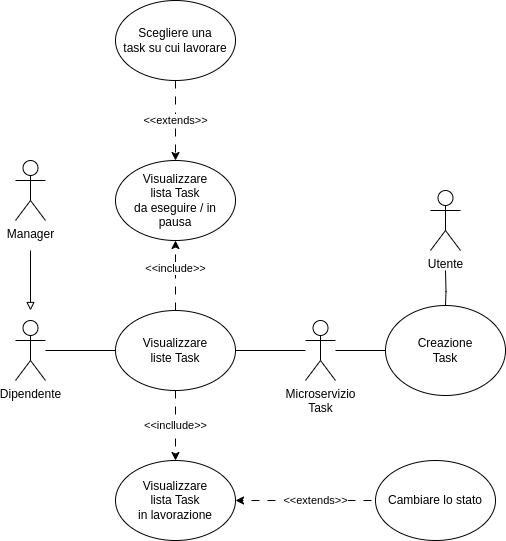 Scegliere una
task su cui lavorare
<<extends>>
Visualizzare
lista Task
da eseguire / in
pausa
Manager
Utente
<<include>>
Visualizzare
liste Task
Creazione
Task
Dipendente
Microservizio
Task
<<incllude>>
Visualizzare
lista Task
in lavorazione
<<extends>>
Cambiare lo stato